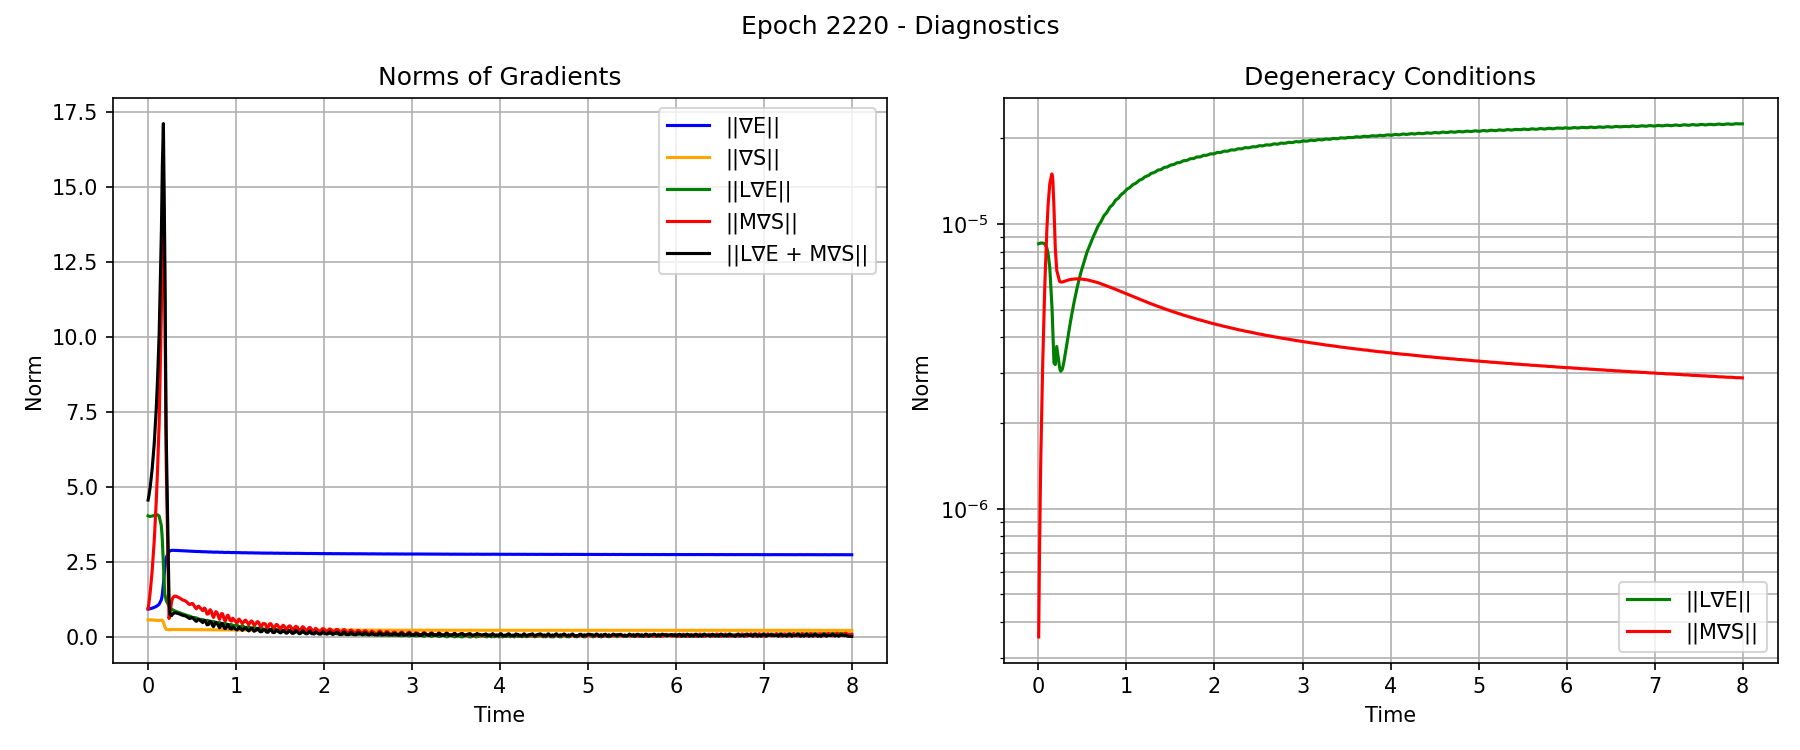 Epoch 2220 - Diagnostics
Norms of Gradients
17.5
15.0
12.5
10.0
7.5
5.0
2.5
0.0
Norm
0 1 2 3 4 5 6 7 8
Time
||∇E||
||∇S||
||L∇E||
||M∇S||
||L∇E + M∇S||
Degeneracy Conditions
10⁻⁵
10⁻⁶
Norm
0 1 2 3 4 5 6 7 8
Time
||L∇E||
||M∇S||